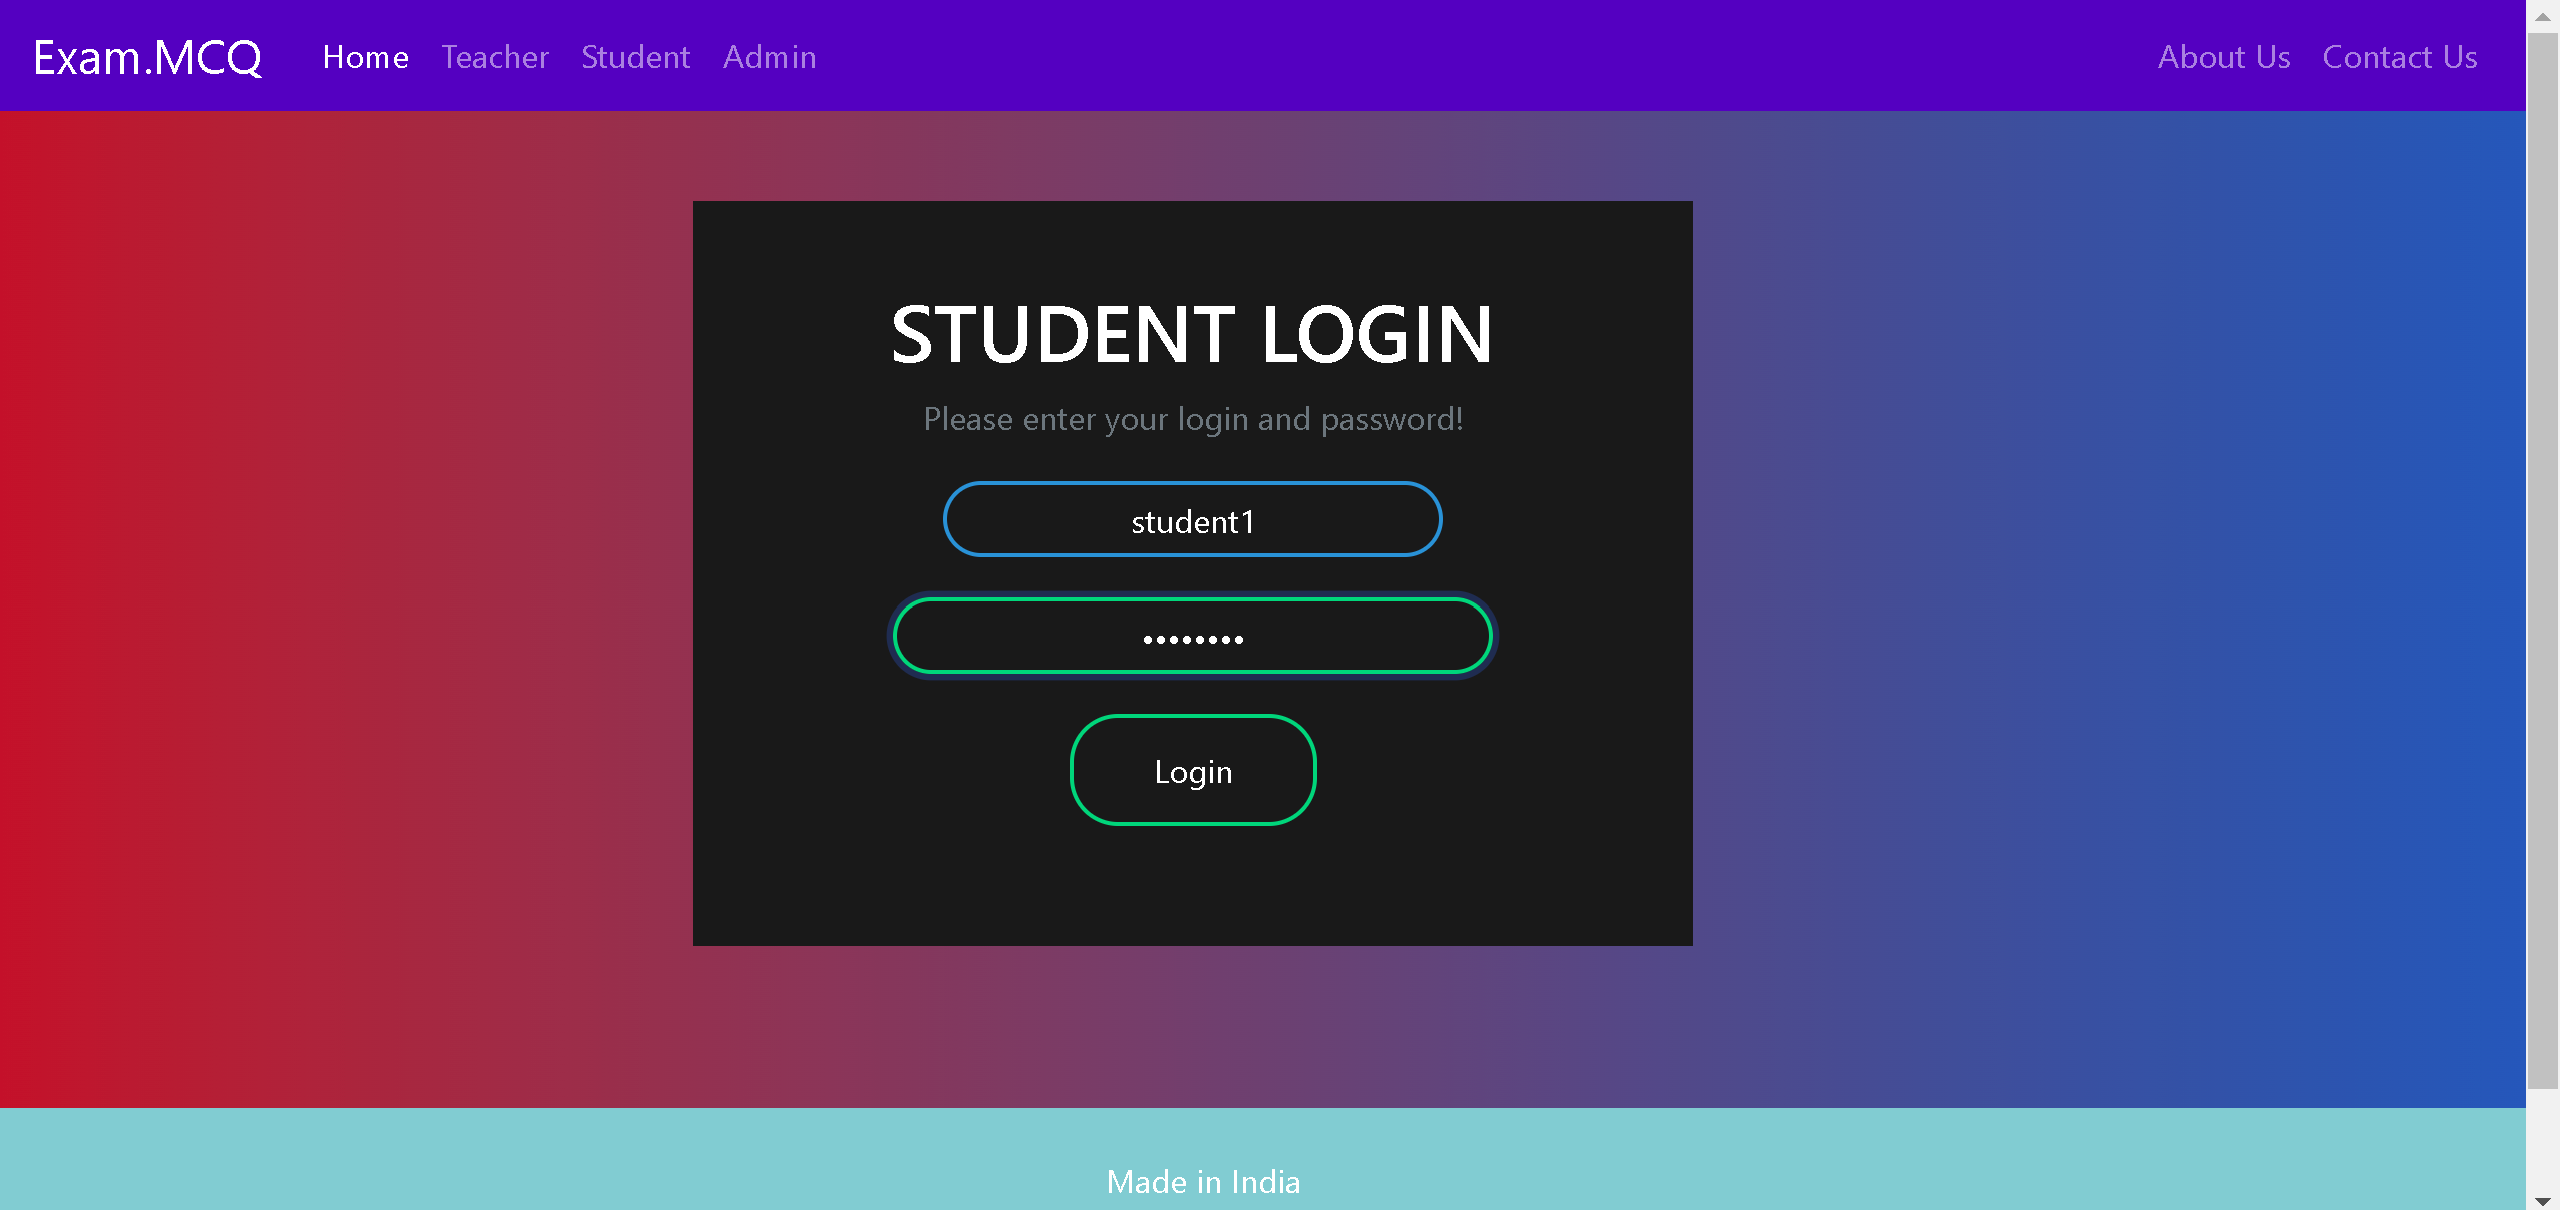 Exam.MCQ Home Teacher Student Admin About Us Contact Us
STUDENT LOGIN
Please enter your login and password!
student1
••••••••
Login
Made in India